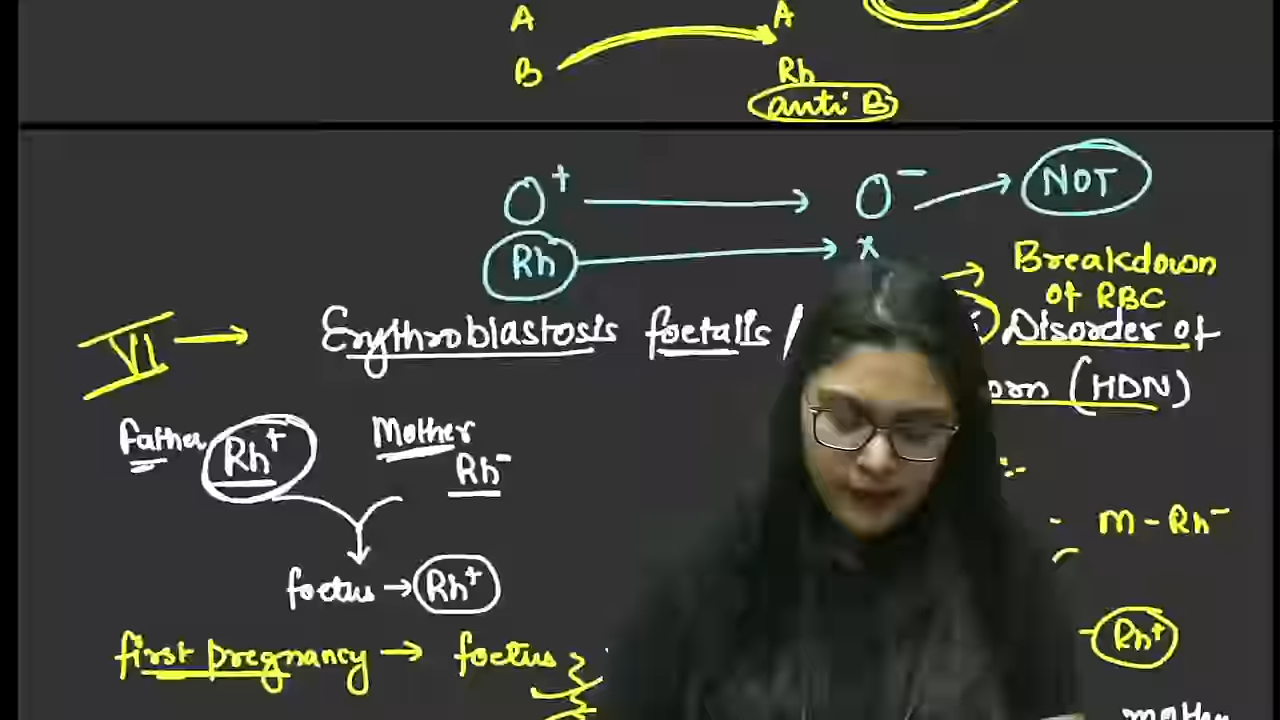 A A
B Rh
anti B
O+ O- NOT
Rh x
Breakdown
of RBC
VI Erythroblastosis foetalis / Disorder of
(HDN)
Father Rh+ Mother
Rh-
m - Rh-
foetus → Rh+
first pregnancy → foetus
Rh+